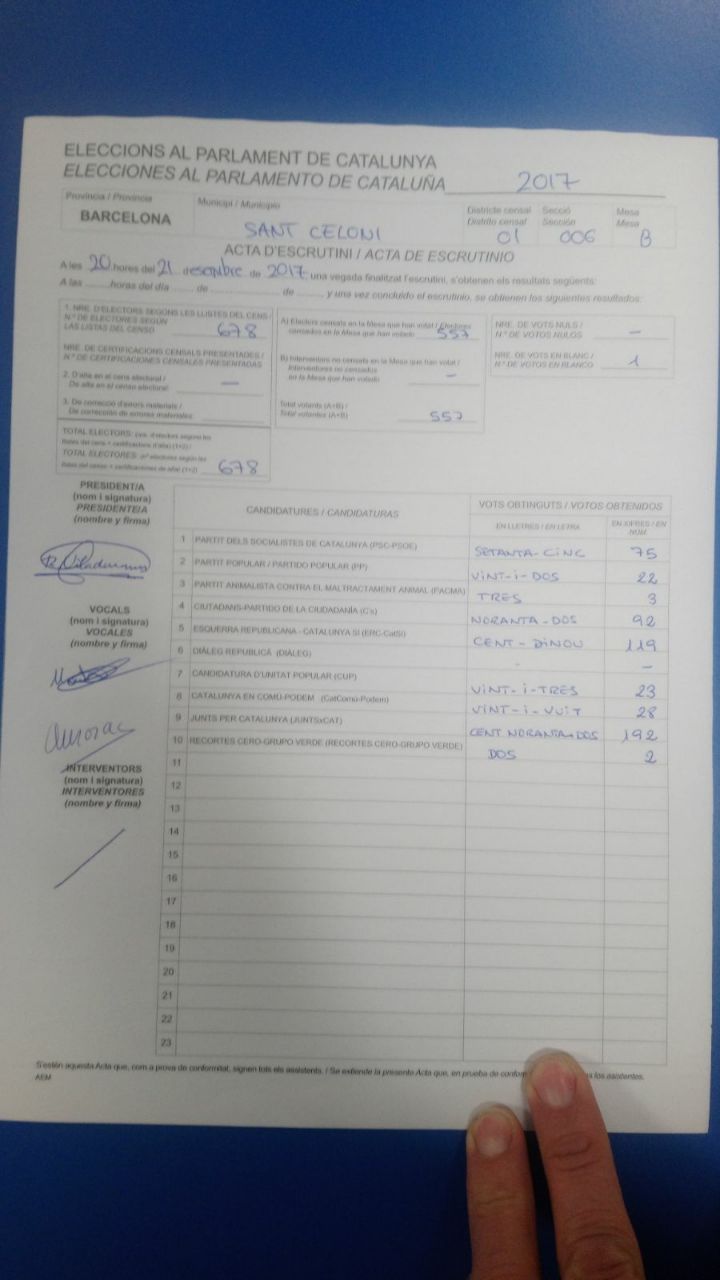 ELECCIONS AL PARLAMENT DE CATALUNYA
ELECCIONES AL PARLAMENTO DE CATALUÑA 2017
Provincia / Provincia Municipi / Municipio Districte censal Secció Mesa
Distrito censal Sección Mesa
BARCELONA SANT CELONI 01 006 B
ACTA D'ESCRUTINI / ACTA DE ESCRUTINIO
A les 20 hores del 21 desembre de 2017 una vegada finalitzat l'escrutini, s'obtenen els resultats següents:
A las ........ horas del día ...... de ................ de ........ y una vez concluido el escrutinio, se obtienen los siguientes resultados:
1. NRE. D'ELECTORS SEGONS LES LLISTES DEL CENS /
N.º DE ELECTORES SEGÚN
LAS LISTAS DEL CENSO 678
NRE. DE CERTIFICACIONS CENSALS PRESENTADES /
N.º DE CERTIFICACIONES CENSALES PRESENTADAS
2. D'alta en el cens electoral /
De alta en el censo electoral: —
3. De correcció d'errors materials /
De corrección de errores materiales:
TOTAL ELECTORS: (nre. d'electors segons les
llistes del cens + certificacions d'alta) (1+2) /
TOTAL ELECTORES: (nº electores según las
listas del censo + certificaciones de alta) (1+2) 678
A) Electors censats en la Mesa que han votat / Electores
censados en la Mesa que han votado 557
B) Interventors no censats en la Mesa que han votat /
Interventores no censados
en la Mesa que han votado —
Total votants (A+B) /
Total votantes (A+B) 557
NRE. DE VOTS NULS /
N.º DE VOTOS NULOS —
NRE. DE VOTS EN BLANC /
N.º DE VOTOS EN BLANCO 1
PRESIDENT/A
(nom i signatura)
PRESIDENTE/A
(nombre y firma)
VOCALS
(nom i signatura)
VOCALES
(nombre y firma)
INTERVENTORS
(nom i signatura)
INTERVENTORES
(nombre y firma)
CANDIDATURES / CANDIDATURAS VOTS OBTINGUTS / VOTOS OBTENIDOS
EN LLETRES / EN LETRA EN XIFRES / EN NÚM.
1 PARTIT DELS SOCIALISTES DE CATALUNYA (PSC-PSOE) SETANTA-CINC 75
2 PARTIT POPULAR / PARTIDO POPULAR (PP) VINT-I-DOS 22
3 PARTIT ANIMALISTA CONTRA EL MALTRACTAMENT ANIMAL (PACMA) TRES 3
4 CIUTADANS-PARTIDO DE LA CIUDADANÍA (C's) NORANTA-DOS 92
5 ESQUERRA REPUBLICANA - CATALUNYA SÍ (ERC-CatSí) CENT-DINOU 119
6 DIÀLEG REPUBLICÀ (DIÀLEG) - —
7 CANDIDATURA D'UNITAT POPULAR (CUP) VINT-I-TRES 23
8 CATALUNYA EN COMÚ-PODEM (CatComú-Podem) VINT-I-VUIT 28
9 JUNTS PER CATALUNYA (JUNTSxCAT) CENT NORANTA-DOS 192
10 RECORTES CERO-GRUPO VERDE (RECORTES CERO-GRUPO VERDE) DOS 2
11
12
13
14
15
16
17
18
19
20
21
22
23
S'estén aquesta Acta que, com a prova de conformitat, signen tots els assistents. / Se extiende la presente Acta que, en prueba de conform los asistentes.
AEM